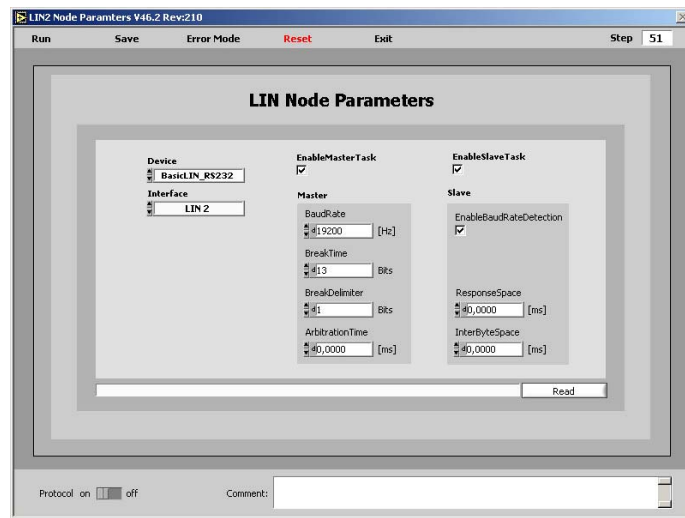 LIN2 Node Paramters V46.2 Rev:210
Run Save Error Mode Reset Exit Step 51
LIN Node Parameters
Device
BasicLIN_RS232
Interface
LIN 2
EnableMasterTask
Master
BaudRate
d 19200 [Hz]
BreakTime
d 13 Bits
BreakDelimiter
d 1 Bits
ArbitrationTime
d 0,0000 [ms]
EnableSlaveTask
Slave
EnableBaudRateDetection
ResponseSpace
d 0,0000 [ms]
InterByteSpace
d 0,0000 [ms]
Read
Protocol on off Comment: